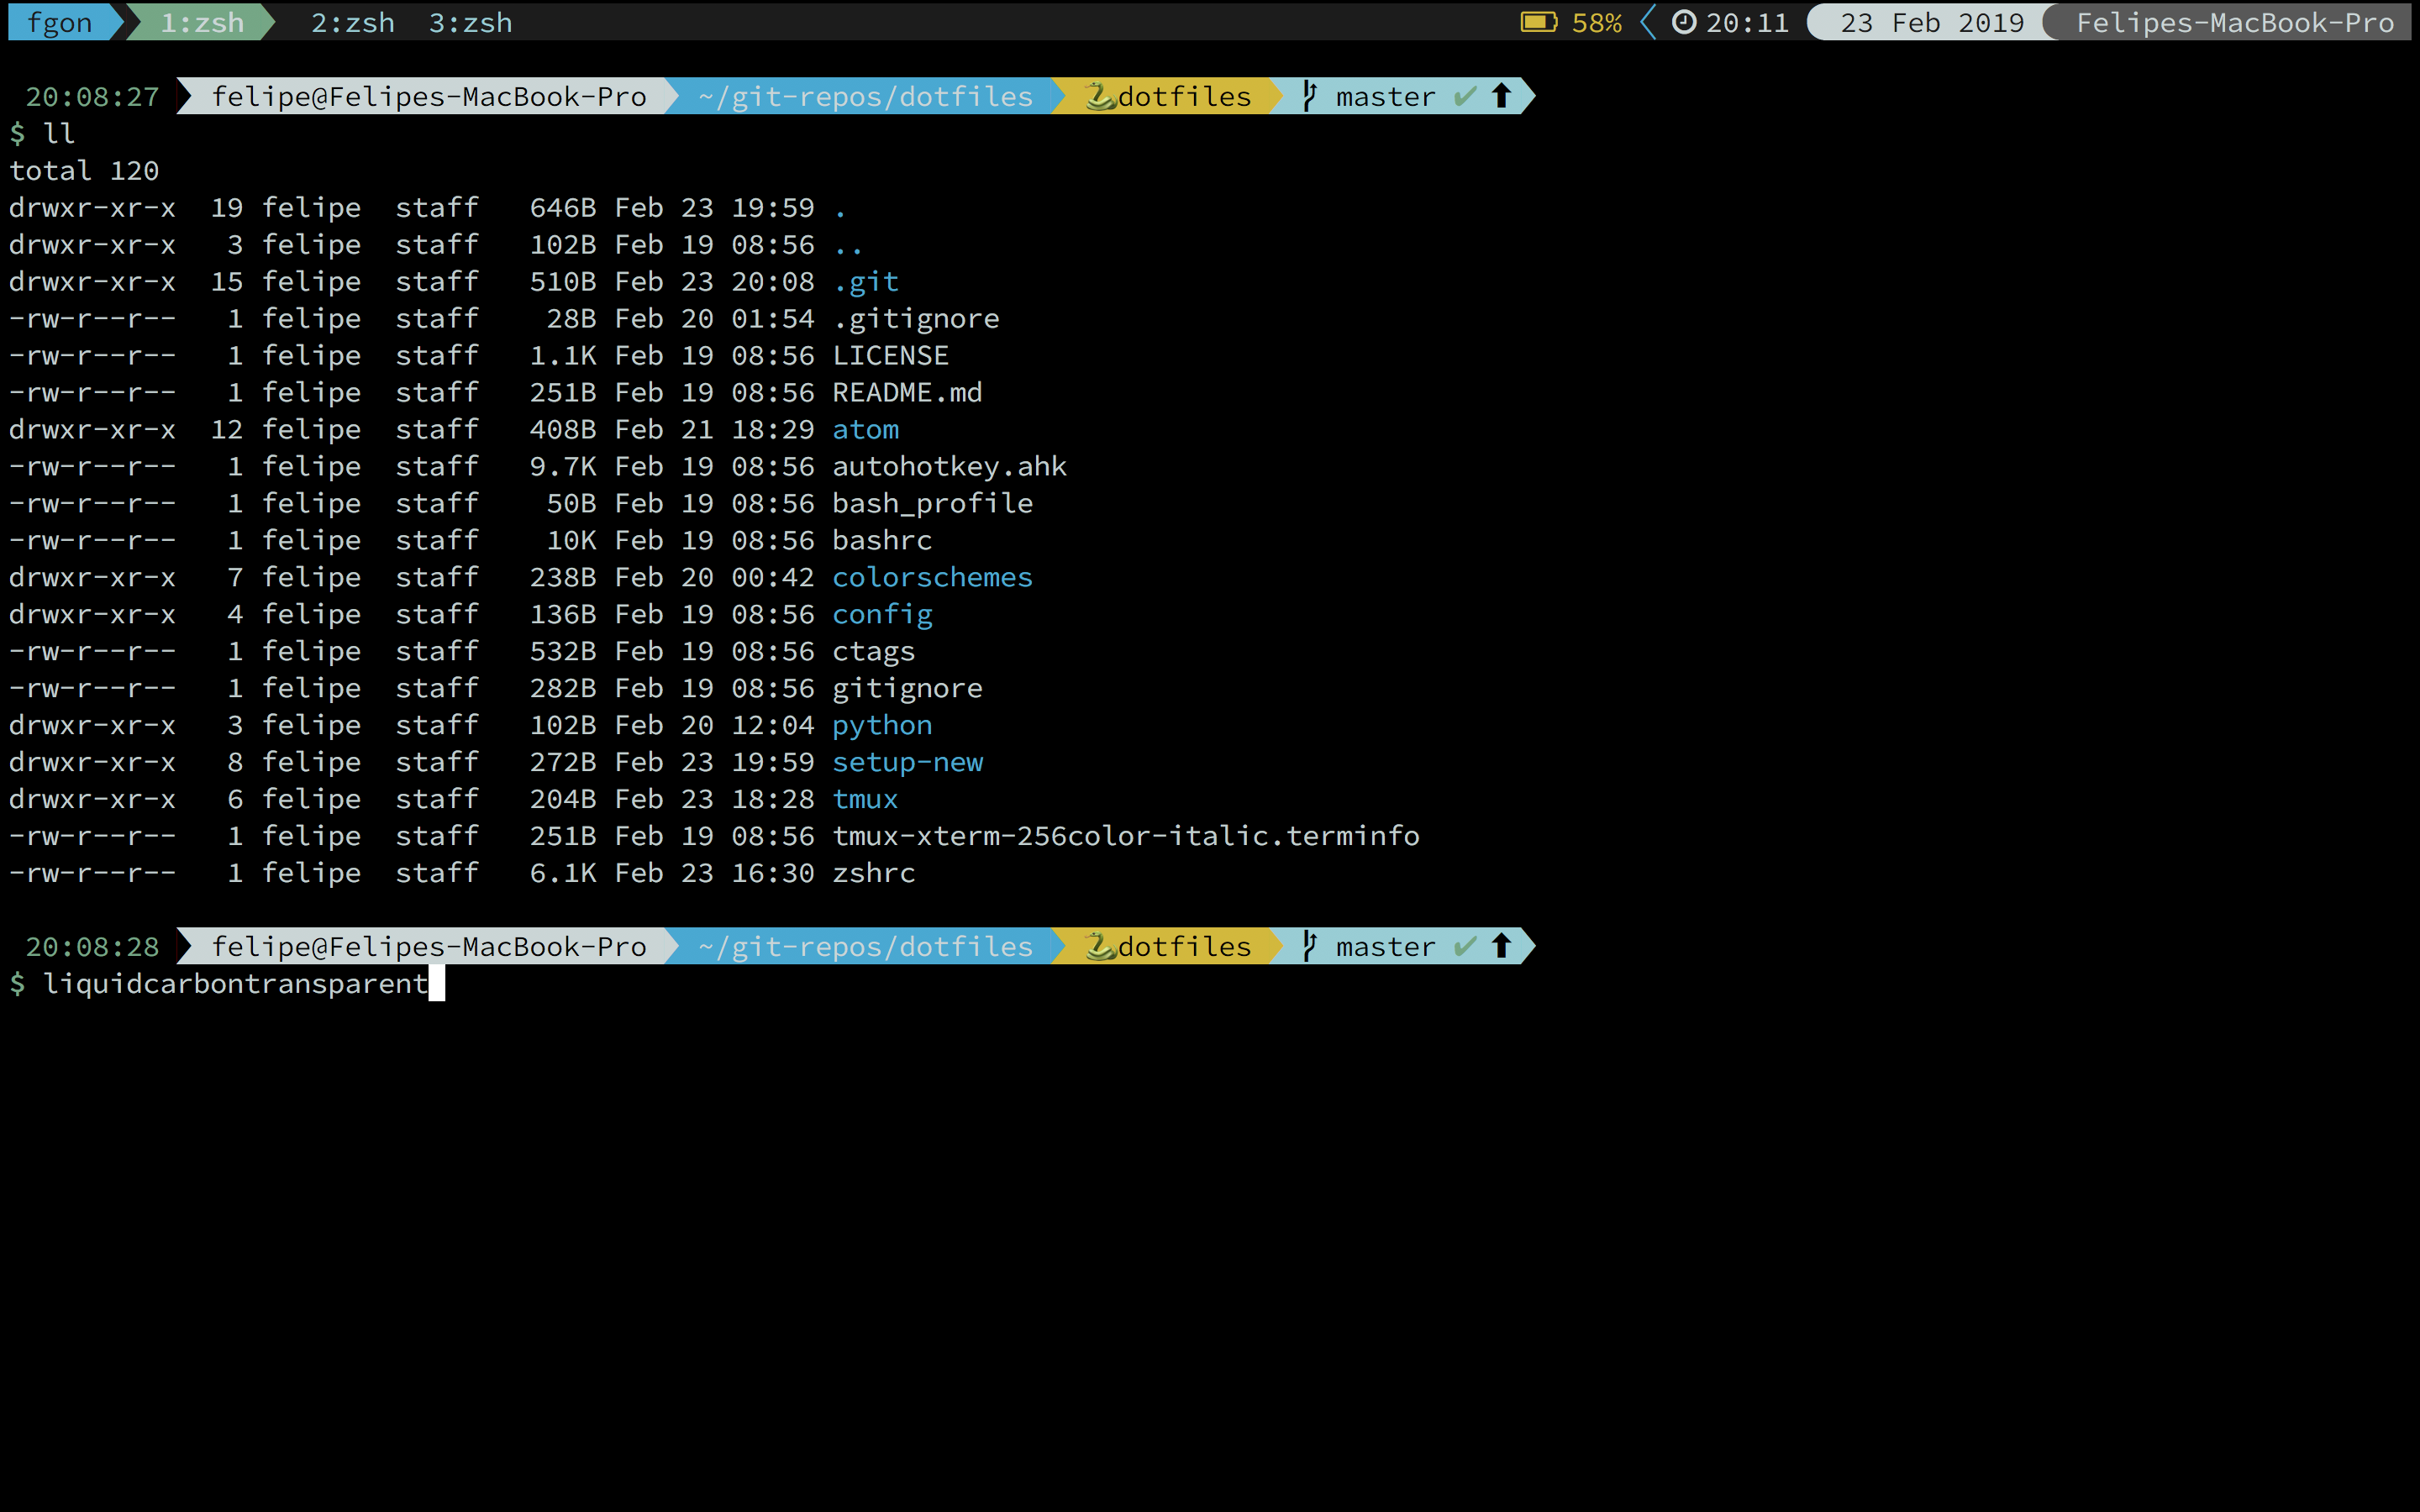 fgon 1:zsh 2:zsh 3:zsh 58% 20:11 23 Feb 2019 Felipes-MacBook-Pro
20:08:27 felipe@Felipes-MacBook-Pro ~/git-repos/dotfiles 🐍dotfiles master ✔ ⬆
$ ll
total 120
drwxr-xr-x  19 felipe  staff   646B Feb 23 19:59 .
drwxr-xr-x   3 felipe  staff   102B Feb 19 08:56 ..
drwxr-xr-x  15 felipe  staff   510B Feb 23 20:08 .git
-rw-r--r--   1 felipe  staff    28B Feb 20 01:54 .gitignore
-rw-r--r--   1 felipe  staff   1.1K Feb 19 08:56 LICENSE
-rw-r--r--   1 felipe  staff   251B Feb 19 08:56 README.md
drwxr-xr-x  12 felipe  staff   408B Feb 21 18:29 atom
-rw-r--r--   1 felipe  staff   9.7K Feb 19 08:56 autohotkey.ahk
-rw-r--r--   1 felipe  staff    50B Feb 19 08:56 bash_profile
-rw-r--r--   1 felipe  staff    10K Feb 19 08:56 bashrc
drwxr-xr-x   7 felipe  staff   238B Feb 20 00:42 colorschemes
drwxr-xr-x   4 felipe  staff   136B Feb 19 08:56 config
-rw-r--r--   1 felipe  staff   532B Feb 19 08:56 ctags
-rw-r--r--   1 felipe  staff   282B Feb 19 08:56 gitignore
drwxr-xr-x   3 felipe  staff   102B Feb 20 12:04 python
drwxr-xr-x   8 felipe  staff   272B Feb 23 19:59 setup-new
drwxr-xr-x   6 felipe  staff   204B Feb 23 18:28 tmux
-rw-r--r--   1 felipe  staff   251B Feb 19 08:56 tmux-xterm-256color-italic.terminfo
-rw-r--r--   1 felipe  staff   6.1K Feb 23 16:30 zshrc
20:08:28 felipe@Felipes-MacBook-Pro ~/git-repos/dotfiles 🐍dotfiles master ✔ ⬆
$ liquidcarbontransparent